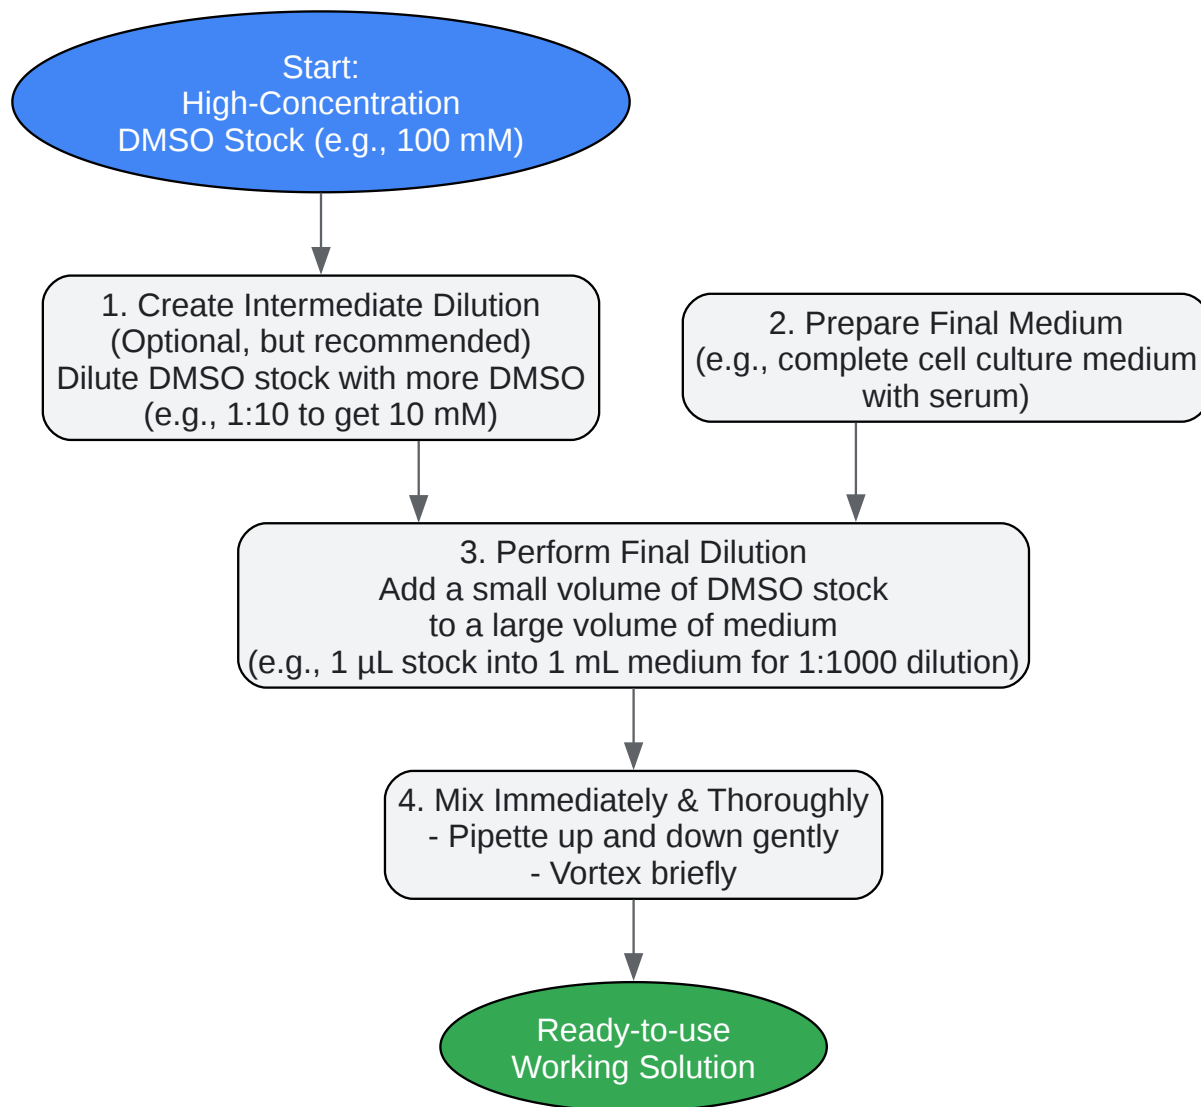 Start:
High-Concentration
DMSO Stock (e.g., 100 mM)
1. Create Intermediate Dilution
(Optional, but recommended)
Dilute DMSO stock with more DMSO
(e.g., 1:10 to get 10 mM)
2. Prepare Final Medium
(e.g., complete cell culture medium
with serum)
3. Perform Final Dilution
Add a small volume of DMSO stock
to a large volume of medium
(e.g., 1 µL stock into 1 mL medium for 1:1000 dilution)
4. Mix Immediately & Thoroughly
- Pipette up and down gently
- Vortex briefly
Ready-to-use
Working Solution